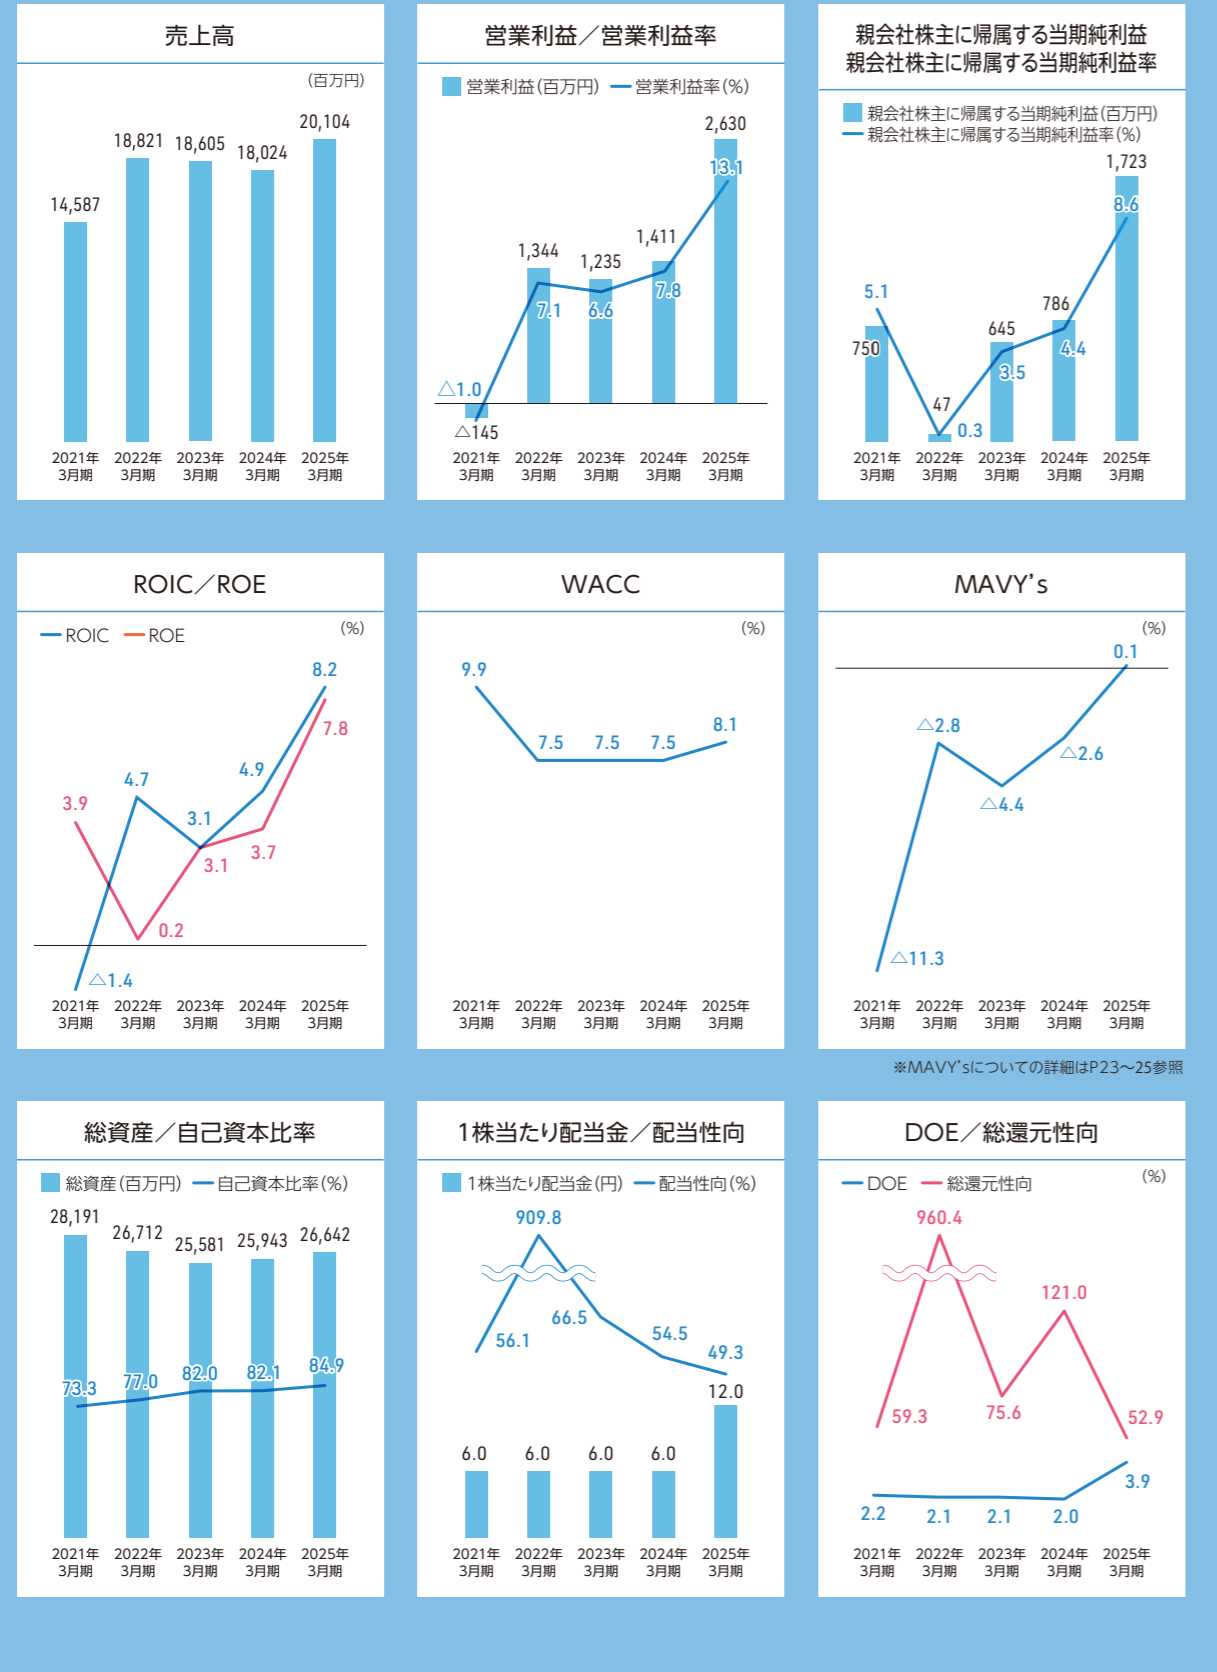 売上高
(百万円)
14,587
18,821
18,605
18,024
20,104
2021年 2022年 2023年 2024年 2025年
3月期 3月期 3月期 3月期 3月期
営業利益／営業利益率
営業利益(百万円) 営業利益率(%)
2,630
13.1
1,344
1,235
1,411
7.1
6.6
7.8
△1.0
△145
2021年 2022年 2023年 2024年 2025年
3月期 3月期 3月期 3月期 3月期
親会社株主に帰属する当期純利益
親会社株主に帰属する当期純利益率
親会社株主に帰属する当期純利益(百万円)
親会社株主に帰属する当期純利益率(%)
1,723
8.6
5.1
750
47
0.3
645
3.5
786
4.4
2021年 2022年 2023年 2024年 2025年
3月期 3月期 3月期 3月期 3月期
ROIC／ROE
ROIC ROE
(%)
8.2
7.8
4.7
4.9
3.9
3.1
3.1
3.7
0.2
△1.4
2021年 2022年 2023年 2024年 2025年
3月期 3月期 3月期 3月期 3月期
WACC
(%)
9.9
7.5
7.5
7.5
8.1
2021年 2022年 2023年 2024年 2025年
3月期 3月期 3月期 3月期 3月期
MAVY's
(%)
0.1
△2.8
△2.6
△4.4
△11.3
2021年 2022年 2023年 2024年 2025年
3月期 3月期 3月期 3月期 3月期
※MAVY'sについての詳細はP23～25参照
総資産／自己資本比率
総資産(百万円) 自己資本比率(%)
28,191
26,712
25,581
25,943
26,642
73.3
77.0
82.0
82.1
84.9
2021年 2022年 2023年 2024年 2025年
3月期 3月期 3月期 3月期 3月期
1株当たり配当金／配当性向
1株当たり配当金(円) 配当性向(%)
909.8
66.5
56.1
54.5
49.3
12.0
6.0
6.0
6.0
6.0
2021年 2022年 2023年 2024年 2025年
3月期 3月期 3月期 3月期 3月期
DOE／総還元性向
(%)
DOE 総還元性向
960.4
121.0
59.3
75.6
52.9
3.9
2.2
2.1
2.1
2.0
2021年 2022年 2023年 2024年 2025年
3月期 3月期 3月期 3月期 3月期